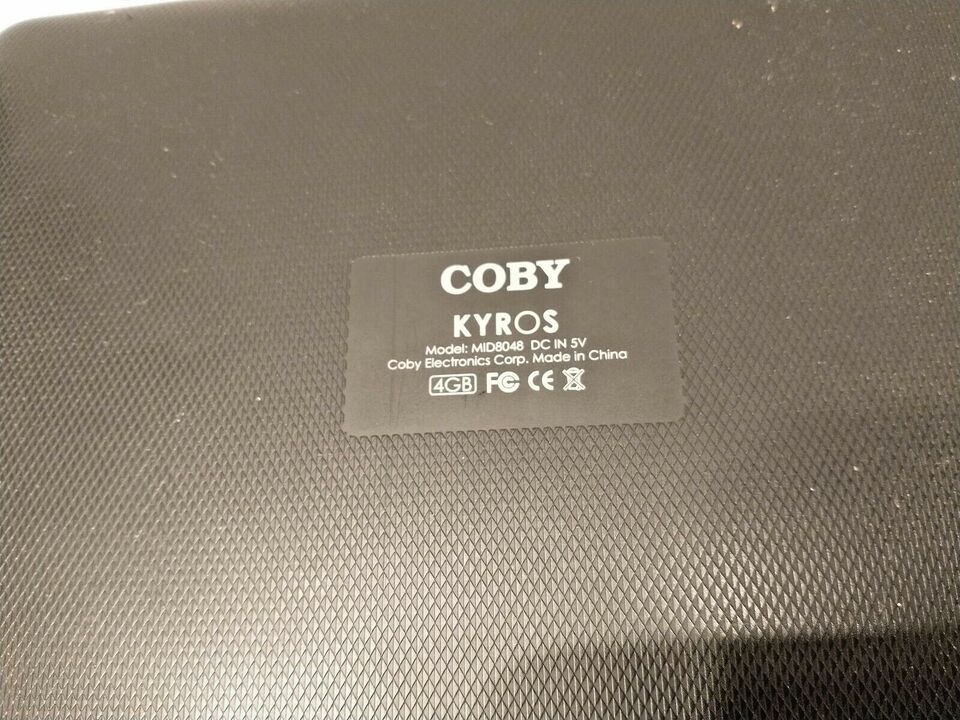 COBY
KYROS
Model: MID8048 DC IN 5V
Coby Electronics Corp. Made in China
4GB FC CE